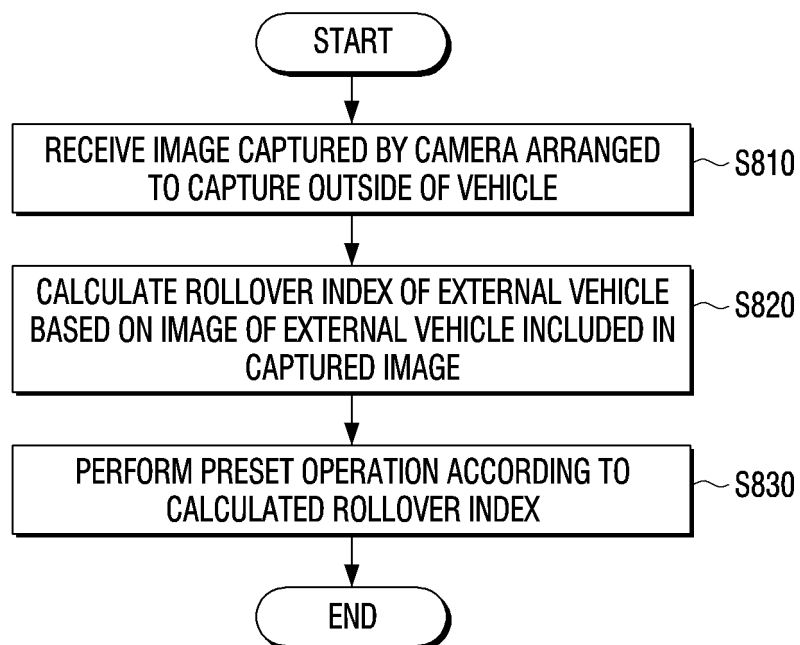 START
RECEIVE IMAGE CAPTURED BY CAMERA ARRANGED
TO CAPTURE OUTSIDE OF VEHICLE
S810
CALCULATE ROLLOVER INDEX OF EXTERNAL VEHICLE
BASED ON IMAGE OF EXTERNAL VEHICLE INCLUDED IN
CAPTURED IMAGE
S820
PERFORM PRESET OPERATION ACCORDING TO
CALCULATED ROLLOVER INDEX
S830
END